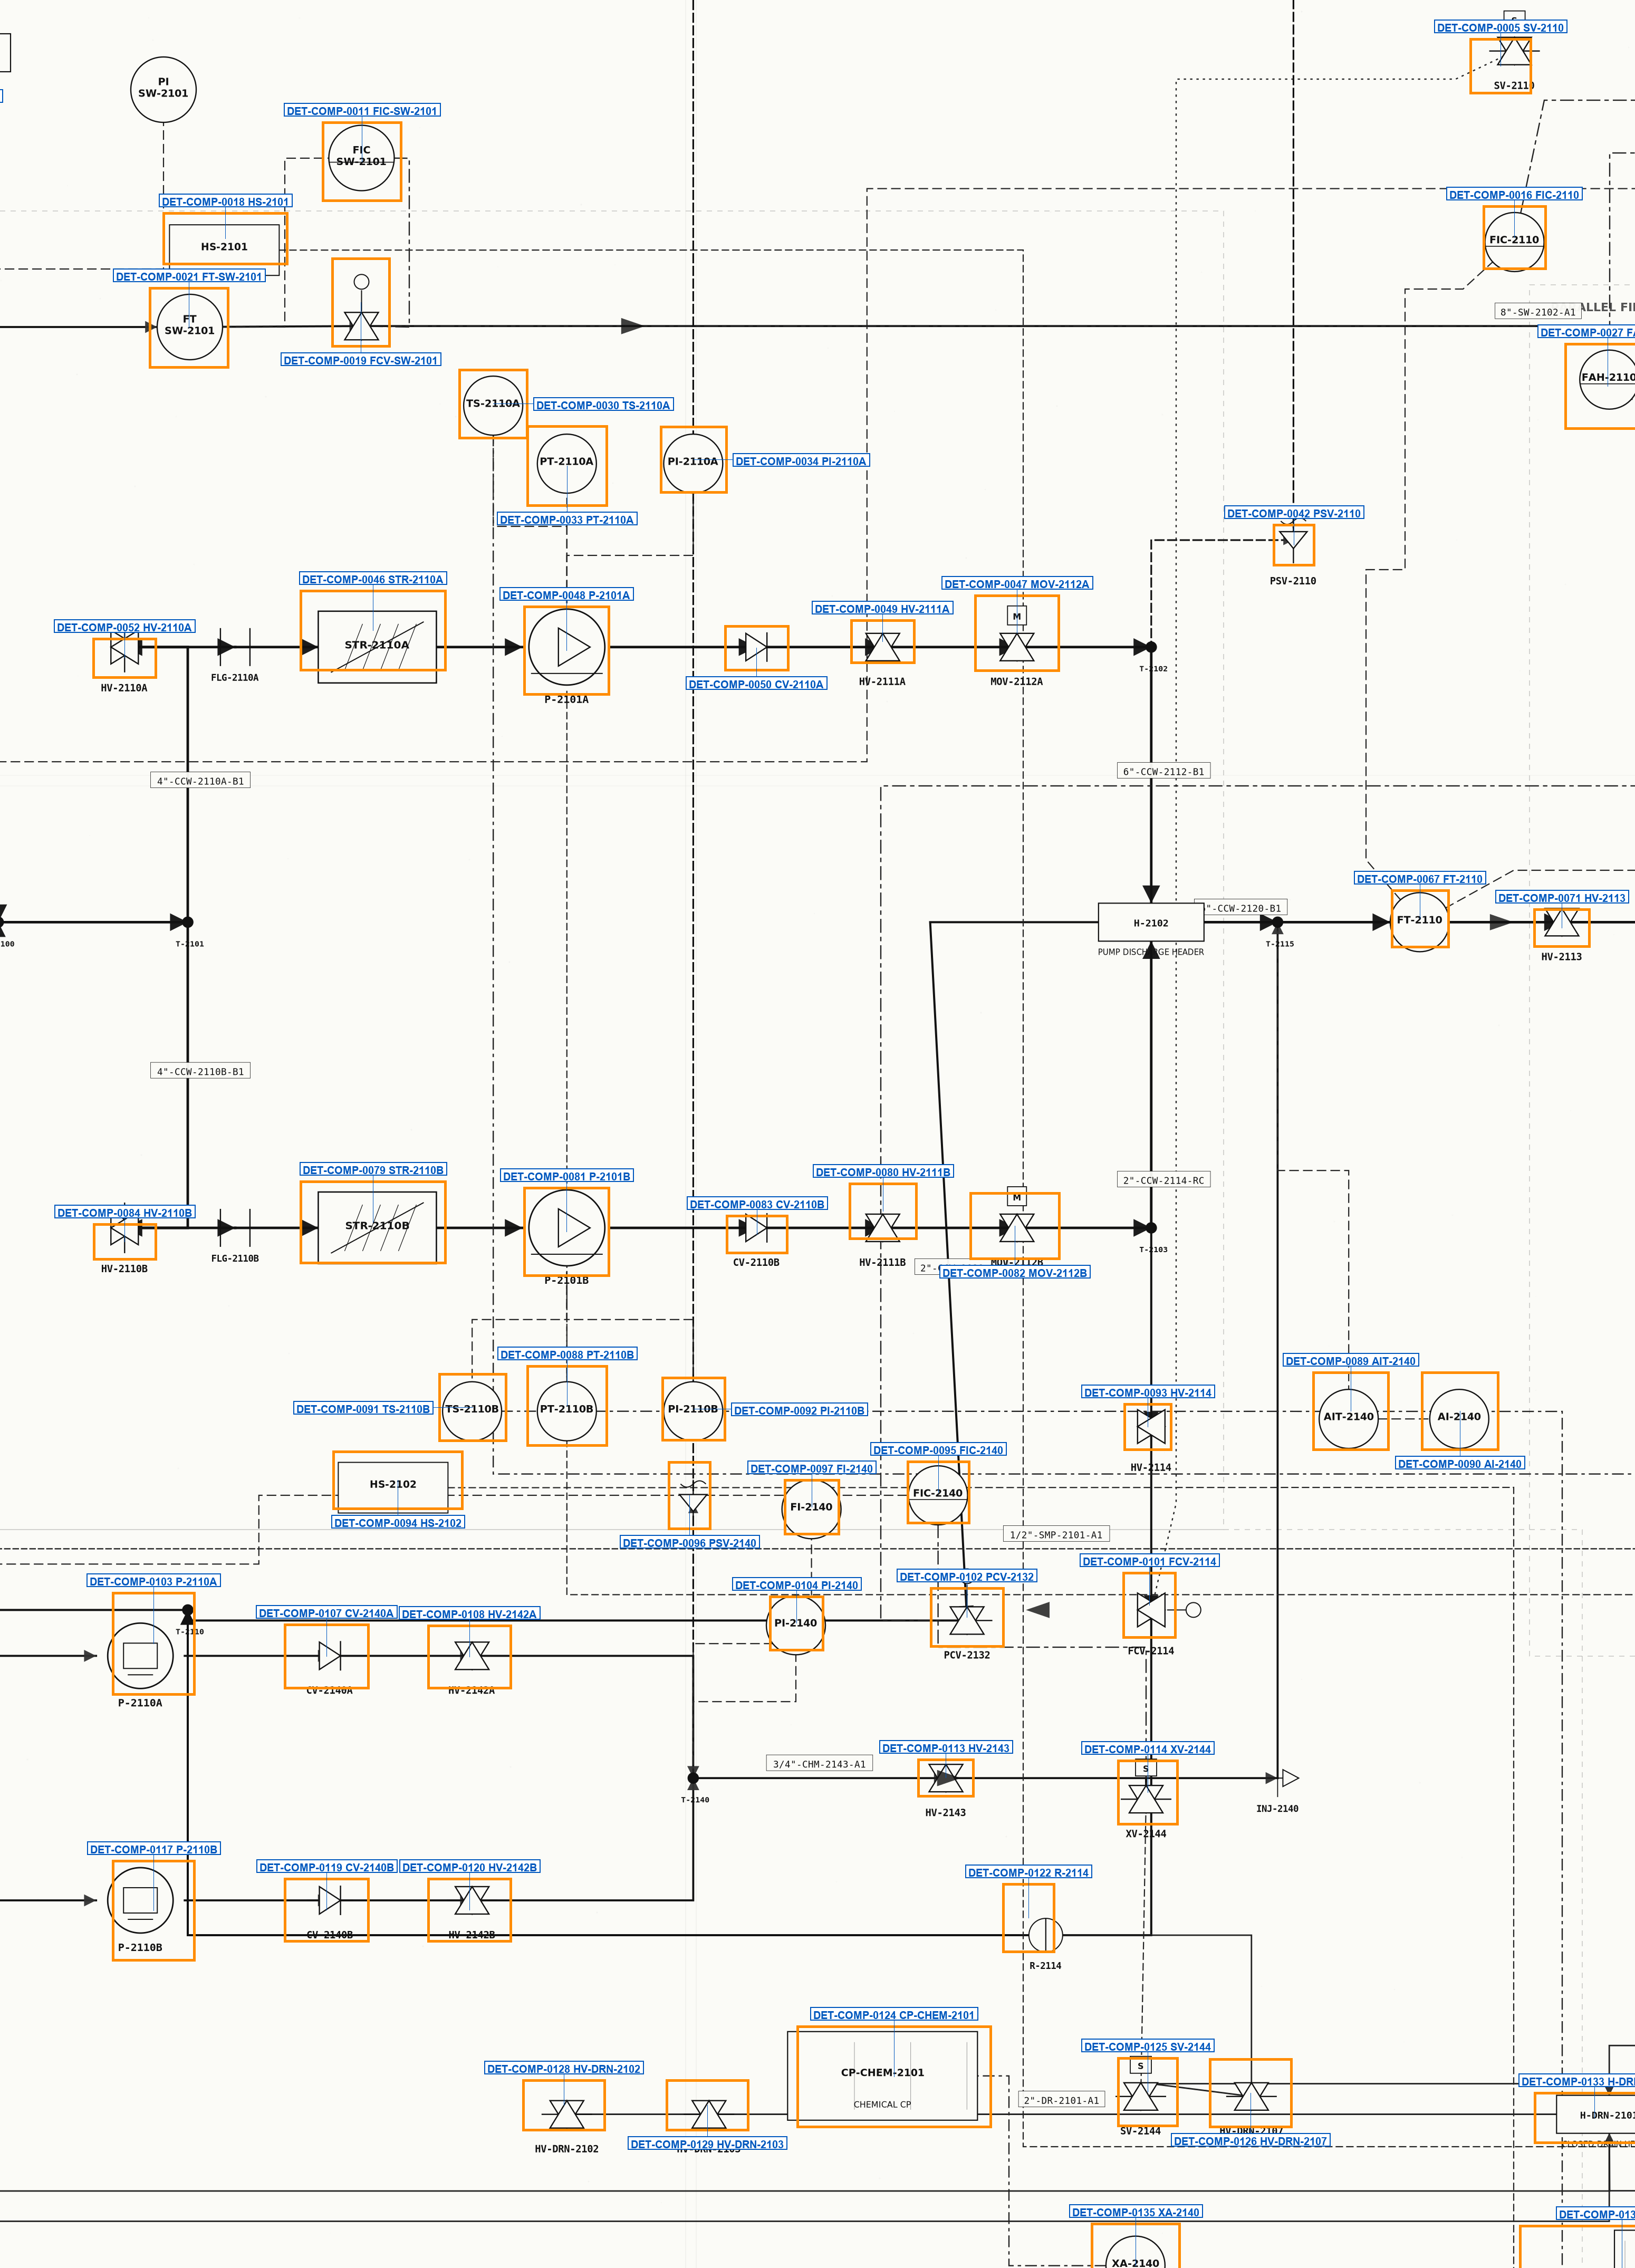 DET-COMP-0005 SV-2110
SV-2110
PI
SW-2101
DET-COMP-0011 FIC-SW-2101
FIC
SW-2101
DET-COMP-0018 HS-2101
HS-2101
DET-COMP-0016 FIC-2110
FIC-2110
DET-COMP-0021 FT-SW-2101
FT
SW-2101
DET-COMP-0019 FCV-SW-2101
8"-SW-2102-A1
DET-COMP-0027
FAH-2110
TS-2110A
DET-COMP-0030 TS-2110A
PT-2110A
DET-COMP-0033 PT-2110A
PI-2110A
DET-COMP-0034 PI-2110A
DET-COMP-0042 PSV-2110
PSV-2110
DET-COMP-0052 HV-2110A
HV-2110A
FLG-2110A
DET-COMP-0046 STR-2110A
STR-2110A
DET-COMP-0048 P-2101A
P-2101A
DET-COMP-0050 CV-2110A
DET-COMP-0049 HV-2111A
HV-2111A
DET-COMP-0047 MOV-2112A
M
MOV-2112A
T-2102
4"-CCW-2110A-B1
6"-CCW-2112-B1
T-2101
H-2102
PUMP DISCHARGE HEADER
"-CCW-2120-B1
T-2115
DET-COMP-0067 FT-2110
FT-2110
DET-COMP-0071 HV-2113
HV-2113
4"-CCW-2110B-B1
2"-CCW-2114-RC
DET-COMP-0084 HV-2110B
HV-2110B
FLG-2110B
DET-COMP-0079 STR-2110B
STR-2110B
DET-COMP-0081 P-2101B
P-2101B
DET-COMP-0083 CV-2110B
CV-2110B
DET-COMP-0080 HV-2111B
HV-2111B
M
MOV-2112B
DET-COMP-0082 MOV-2112B
T-2103
DET-COMP-0088 PT-2110B
PT-2110B
DET-COMP-0091 TS-2110B
TS-2110B
PI-2110B
DET-COMP-0092 PI-2110B
DET-COMP-0093 HV-2114
HV-2114
DET-COMP-0089 AIT-2140
AIT-2140
AI-2140
DET-COMP-0090 AI-2140
HS-2102
DET-COMP-0094 HS-2102
DET-COMP-0096 PSV-2140
DET-COMP-0097 FI-2140
FI-2140
DET-COMP-0095 FIC-2140
FIC-2140
1/2"-SMP-2101-A1
DET-COMP-0103 P-2110A
P-2110A
T-2110
DET-COMP-0107 CV-2140A
CV-2140A
DET-COMP-0108 HV-2142A
HV-2142A
DET-COMP-0104 PI-2140
PI-2140
DET-COMP-0102 PCV-2132
PCV-2132
DET-COMP-0101 FCV-2114
FCV-2114
3/4"-CHM-2143-A1
T-2140
DET-COMP-0113 HV-2143
HV-2143
DET-COMP-0114 XV-2144
S
XV-2144
INJ-2140
DET-COMP-0117 P-2110B
P-2110B
DET-COMP-0119 CV-2140B
CV-2140B
DET-COMP-0120 HV-2142B
HV-2142B
DET-COMP-0122 R-2114
R-2114
DET-COMP-0124 CP-CHEM-2101
CP-CHEM-2101
CHEMICAL CP
DET-COMP-0128 HV-DRN-2102
HV-DRN-2102
DET-COMP-0129 HV-DRN-2103
2"-DR-2101-A1
DET-COMP-0125 SV-2144
S
SV-2144
HV-DRN-2107
DET-COMP-0126 HV-DRN-2107
DET-COMP-0133
H-DRN-2101
DET-COMP-0135 XA-2140
XA-2140